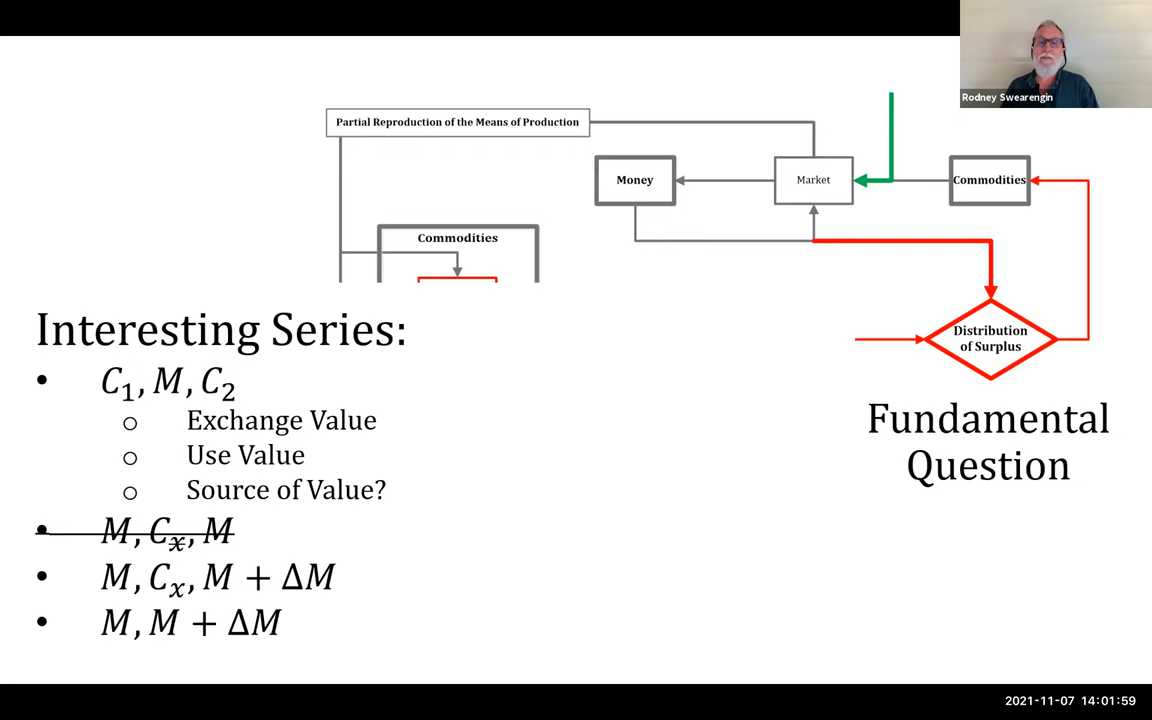 Rodney Swearengin
Partial Reproduction of the Means of Production
Money
Market
Commodities
Commodities
Distribution
of Surplus
Fundamental
Question
Interesting Series:
• C₁, M, C₂
o Exchange Value
o Use Value
o Source of Value?
• M, Cₓ, M
• M, Cₓ, M + ΔM
• M, M + ΔM
2021-11-07 14:01:59